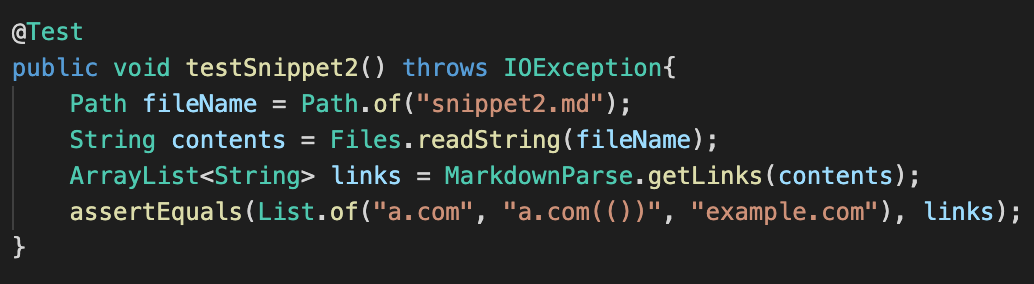 @Test
public void testSnippet2() throws IOException{
    Path fileName = Path.of("snippet2.md");
    String contents = Files.readString(fileName);
    ArrayList<String> links = MarkdownParse.getLinks(contents);
    assertEquals(List.of("a.com", "a.com(())", "example.com"), links);
}